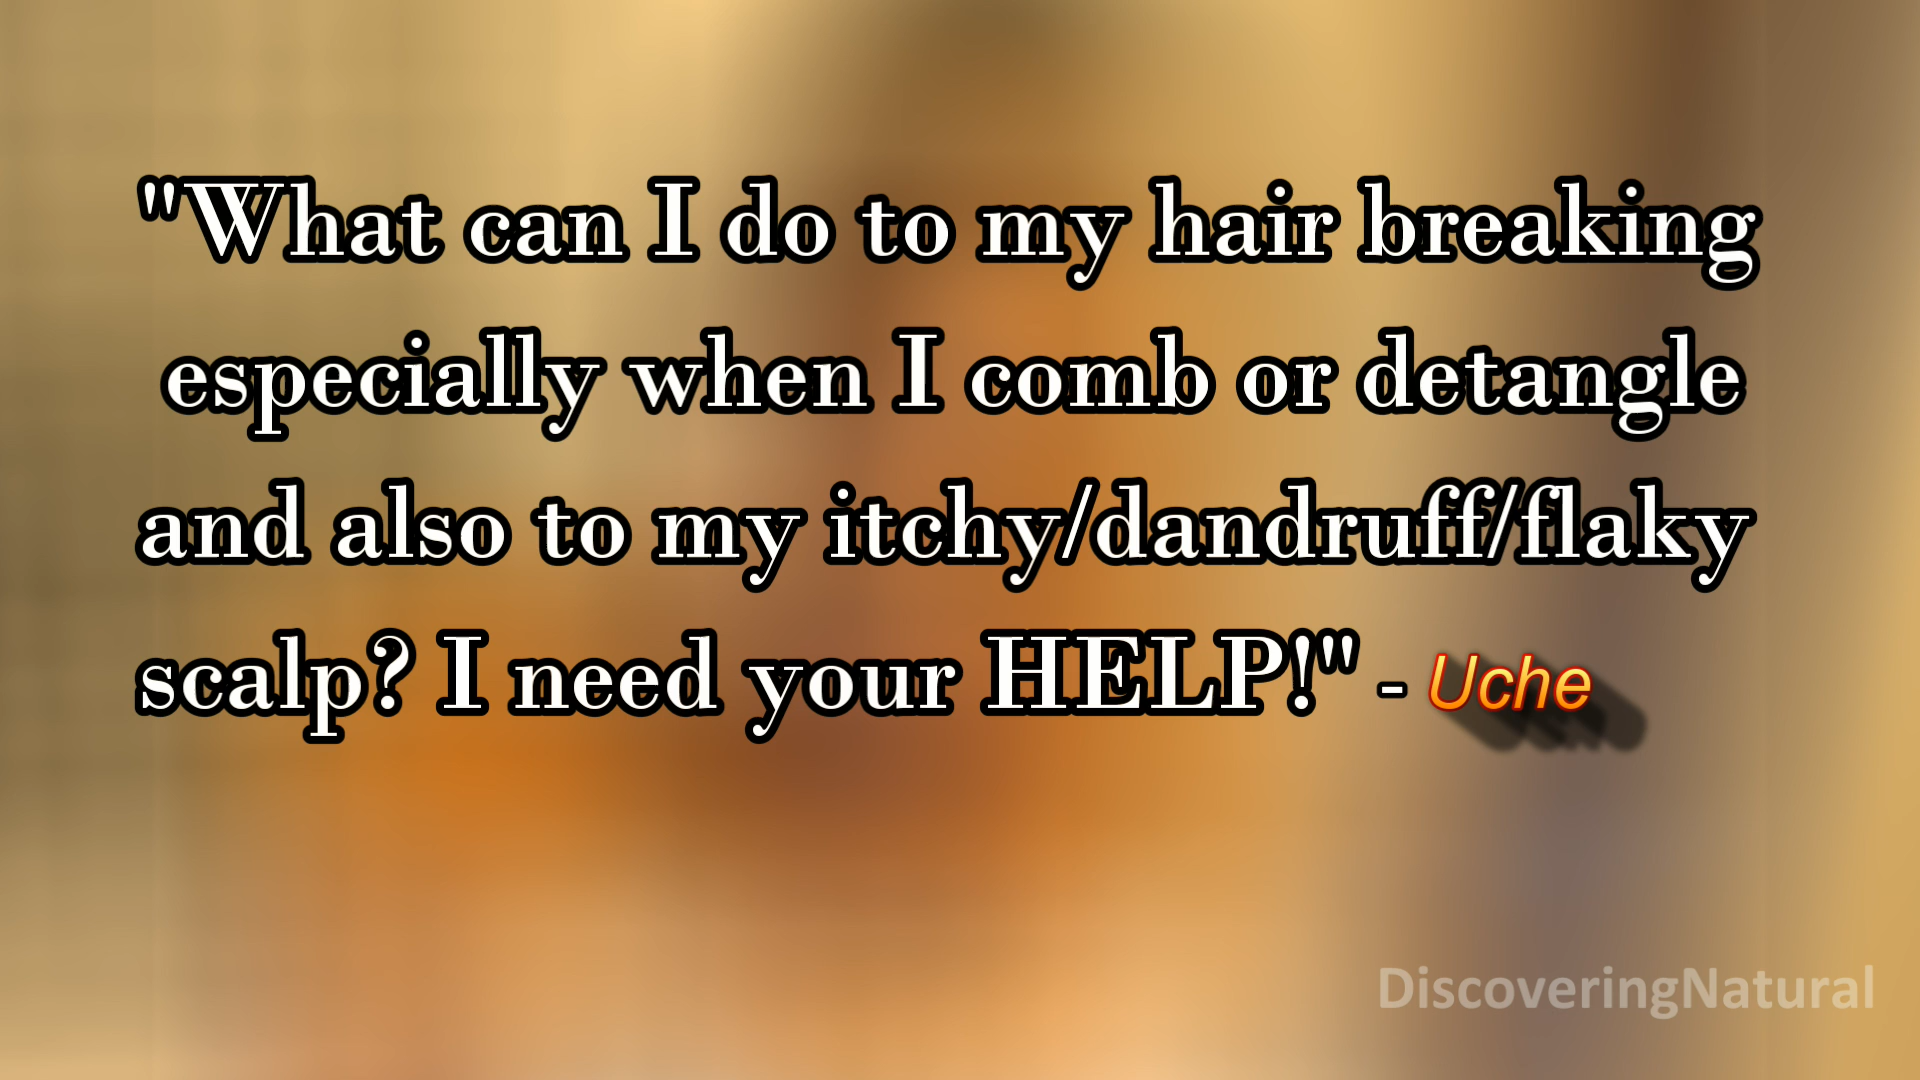 "What can I do to my hair breaking
especially when I comb or detangle
and also to my itchy/dandruff/flaky
scalp? I need your HELP!" - Uche
DiscoveringNatural